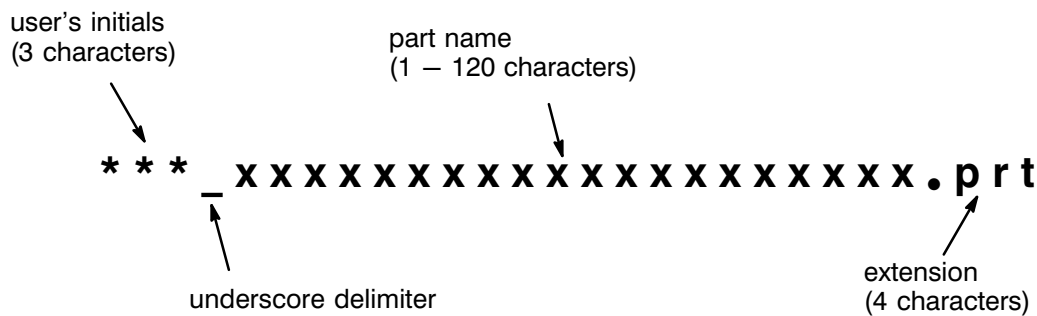 user's initials
(3 characters)
part name
(1 – 120 characters)
* * * _ x x x x x x x x x x x x x x x x x x x x . p r t
underscore delimiter
extension
(4 characters)